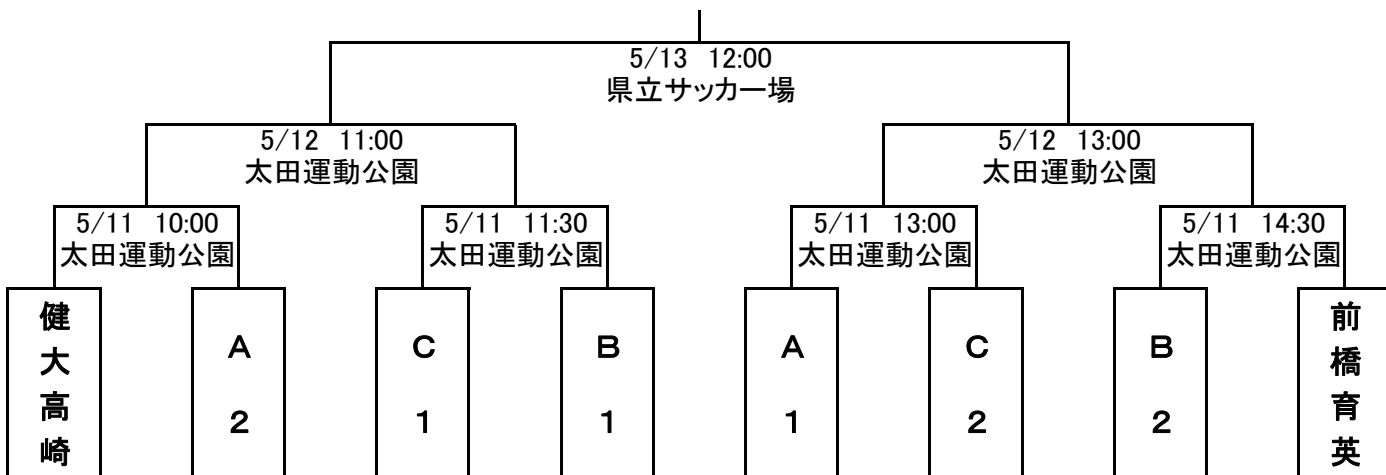 5/13 12:00
県立サッカー場
5/12 11:00
太田運動公園
5/12 13:00
太田運動公園
5/11 10:00
太田運動公園
5/11 11:30
太田運動公園
5/11 13:00
太田運動公園
5/11 14:30
太田運動公園
健大高崎
A2
C1
B1
A1
C2
B2
前橋育英